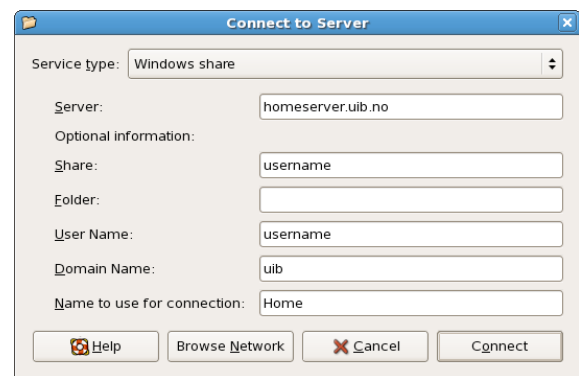 Connect to Server
Service type: Windows share
Server: homeserver.uib.no
Optional information:
Share: username
Folder:
User Name: username
Domain Name: uib
Name to use for connection: Home
Help Browse Network Cancel Connect